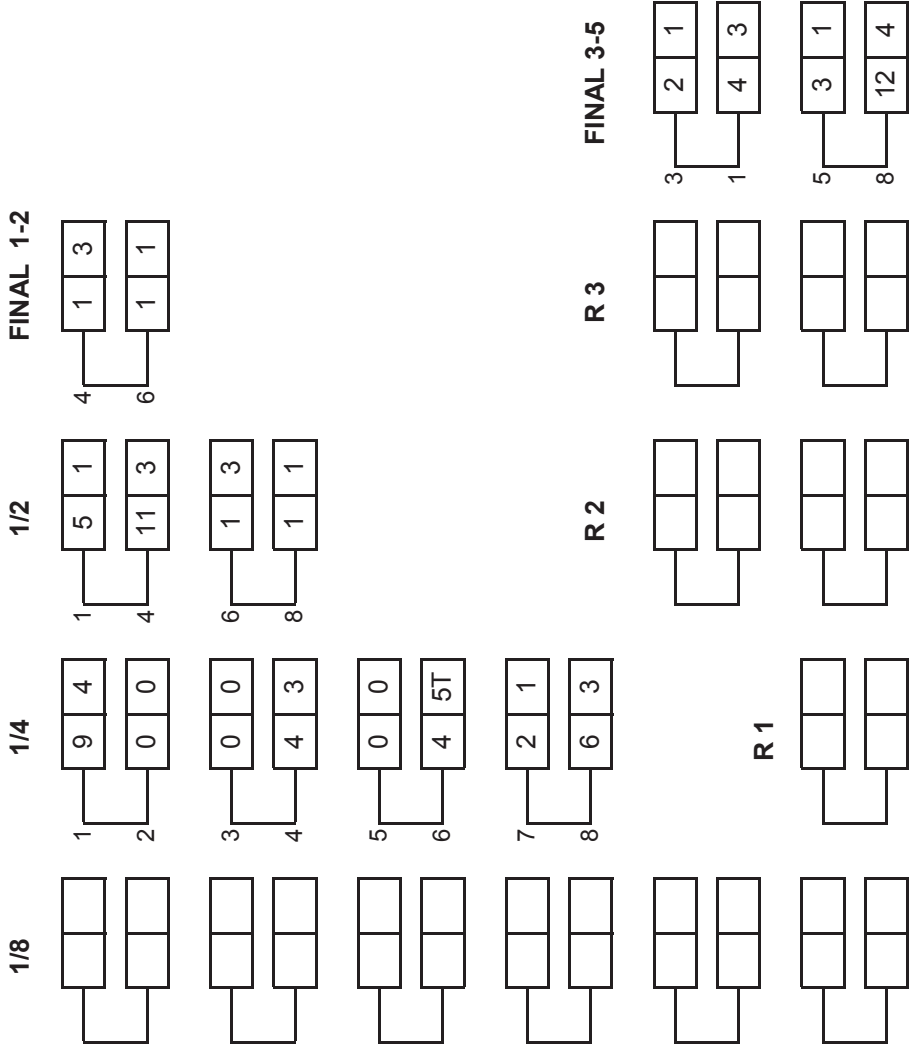 1/8 1/4 1/2 FINAL 1-2
1 9 4 1 5 1 4 1 3
2 0 0 4 11 3 6 1 1
3 0 0 6 1 3
4 4 3 8 1 1
5 0 0
6 4 5T
7 2 1
8 6 3
R 2 R 3 FINAL 3-5
3 2 1
1 4 3
R 1
5 3 1
8 12 4